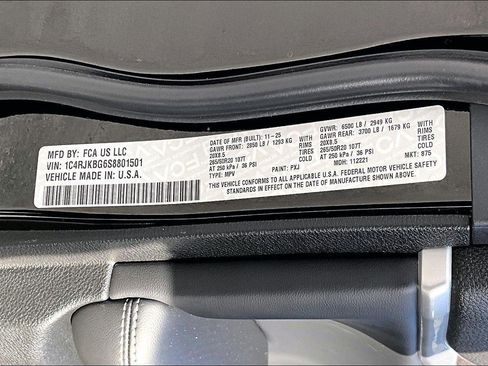 MFD BY: FCA US LLC
VIN: 1C4RJKBG6S8801501
VEHICLE MADE IN: U.S.A.
DATE OF MFR (BUILT): 11-25
GAWR FRONT: 2850 LB / 1293 KG
20X8.5
265/50R20 107T
AT 250 kPa / 36 PSI COLD
TYPE: MPV PAINT: PXJ
GVWR: 6500 LB / 2949 KG
GAWR REAR: 3700 LB / 1679 KG
20X8.5 WITH
265/50R20 107T TIRES
AT 250 kPa / 36 PSI COLD
MDH: 112221 MKT: 875
THIS VEHICLE CONFORMS TO ALL APPLICABLE U.S.A. FEDERAL MOTOR VEHICLE SAFETY STANDARDS
IN EFFECT ON THE DATE OF MANUFACTURE SHOWN ABOVE